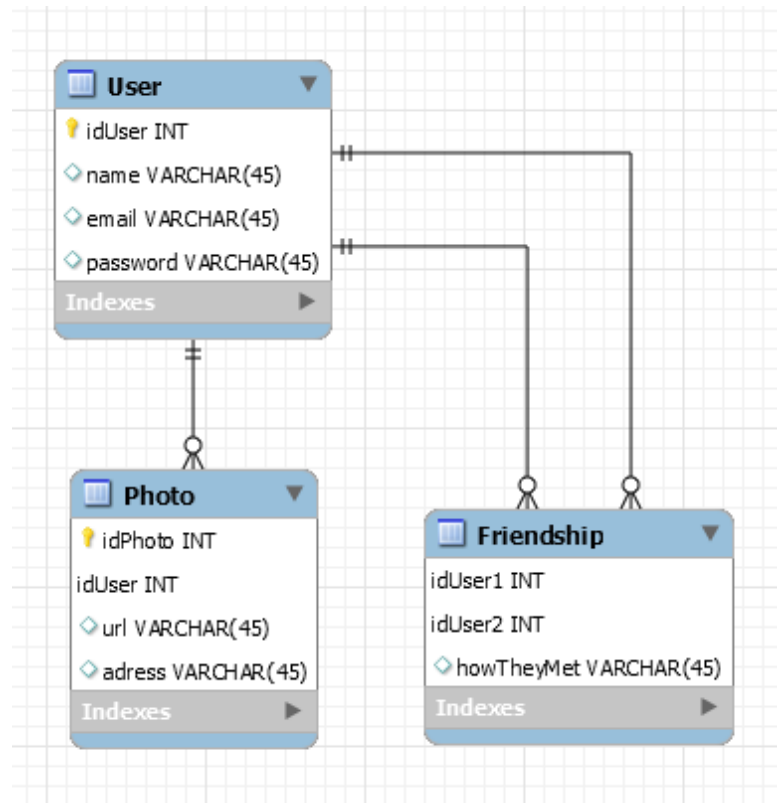 User
idUser INT
name VARCHAR(45)
email VARCHAR(45)
password VARCHAR(45)
Indexes
Photo
idPhoto INT
idUser INT
url VARCHAR(45)
adress VARCHAR(45)
Indexes
Friendship
idUser1 INT
idUser2 INT
howTheyMet VARCHAR(45)
Indexes